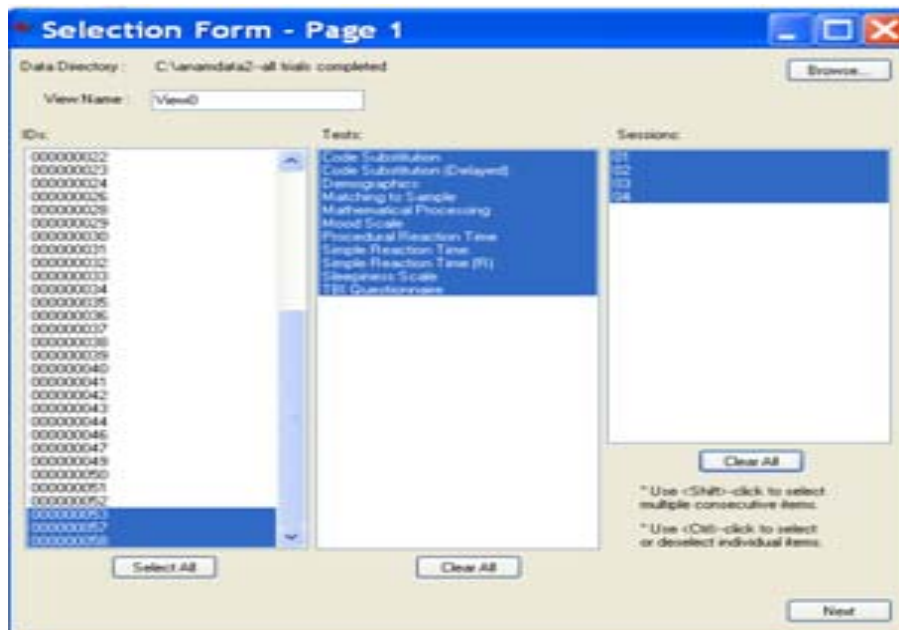 Selection Form - Page 1
Data Directory: C:\anamdata2--all trials completed
Browse...
View Name: View0
IDs:
000000022
000000023
000000024
000000026
000000028
000000029
000000030
000000031
000000032
000000033
000000034
000000035
000000036
000000037
000000038
000000039
000000040
000000041
000000042
000000043
000000044
000000046
000000047
000000049
000000050
000000051
000000052
000000053
000000057
000000058
Select All
Tests:
Code Substitution
Code Substitution (Delayed)
Demographics
Matching to Sample
Mathematical Processing
Mood Scale
Procedural Reaction Time
Simple Reaction Time
Simple Reaction Time (R)
Sleepiness Scale
TBI Questionnaire
Clear All
Sessions:
01
02
03
04
Clear All
* Use <Shift>-click to select
multiple consecutive items.
* Use <Ctrl>-click to select
or deselect individual items.
Next